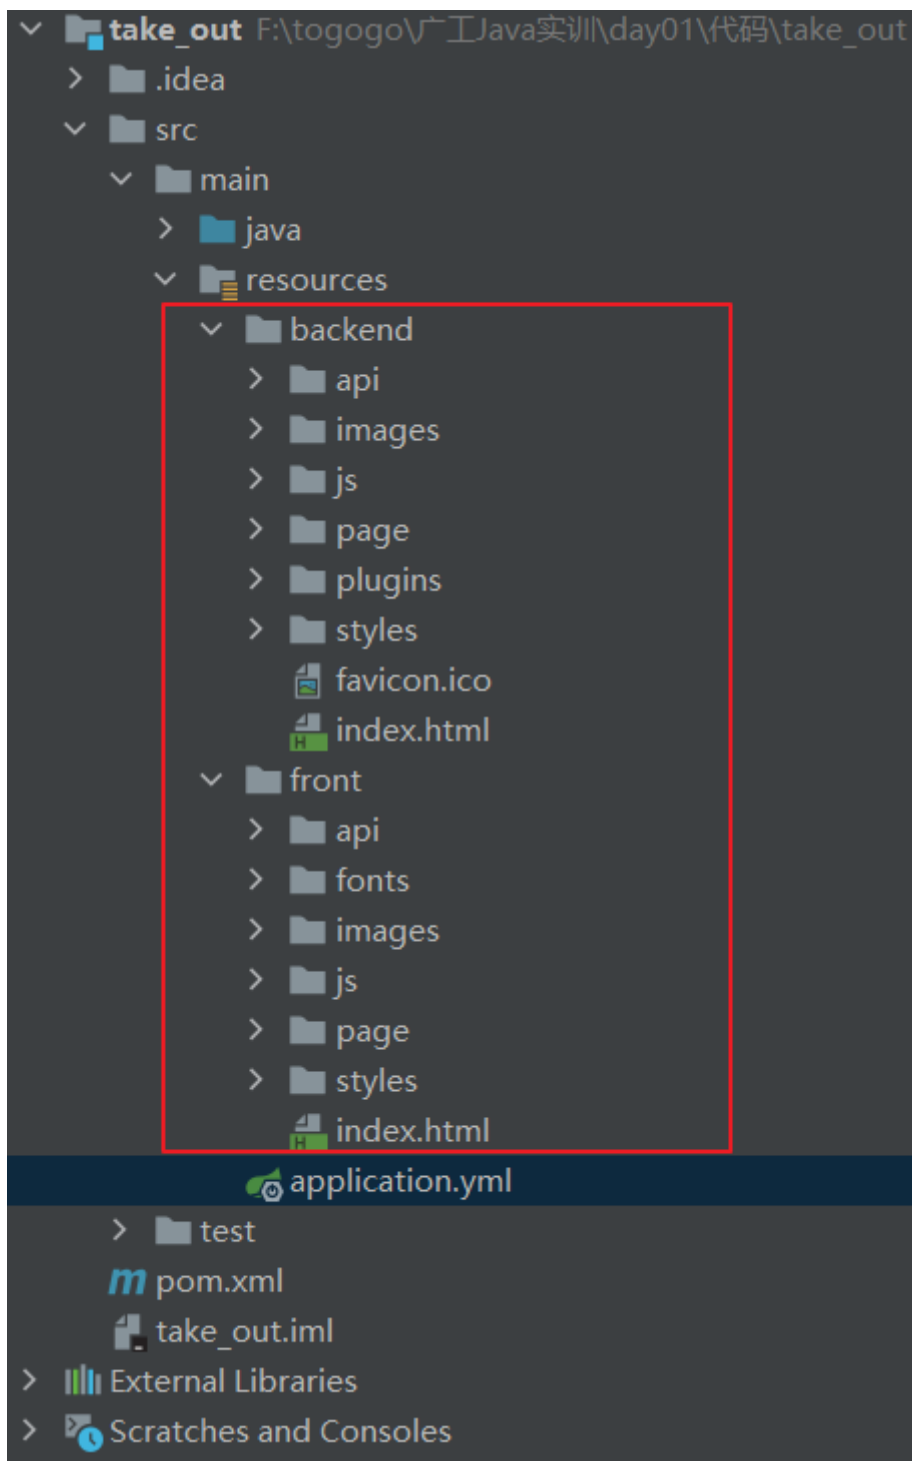 take_out F:\togogo\广工Java实训\day01\代码\take_out
.idea
src
main
java
resources
backend
api
images
js
page
plugins
styles
favicon.ico
H index.html
front
api
fonts
images
js
page
styles
H index.html
application.yml
test
m pom.xml
take_out.iml
External Libraries
Scratches and Consoles